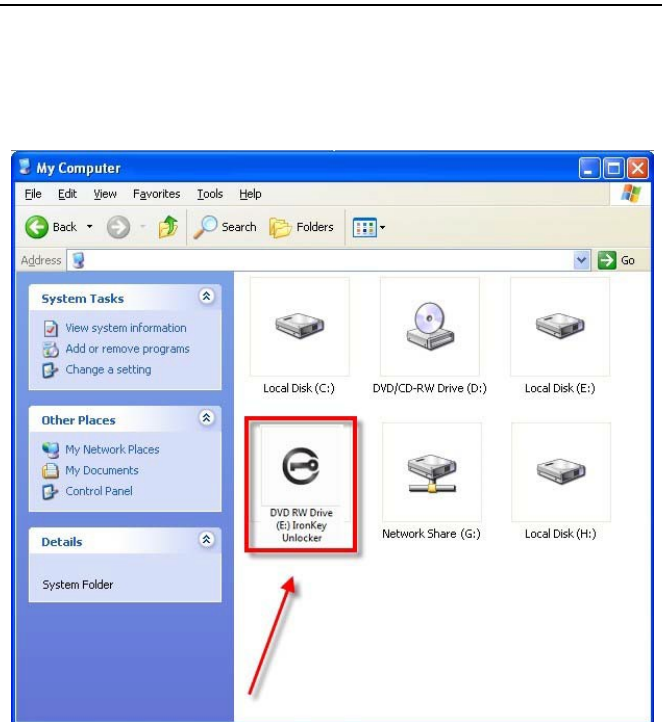 My Computer
File Edit View Favorites Tools Help
Back Search Folders
Address Go
System Tasks
View system information
Add or remove programs
Change a setting
Other Places
My Network Places
My Documents
Control Panel
Details
System Folder
Local Disk (C:) DVD/CD-RW Drive (D:) Local Disk (E:)
DVD RW Drive
(E:) IronKey
Unlocker
Network Share (G:) Local Disk (H:)